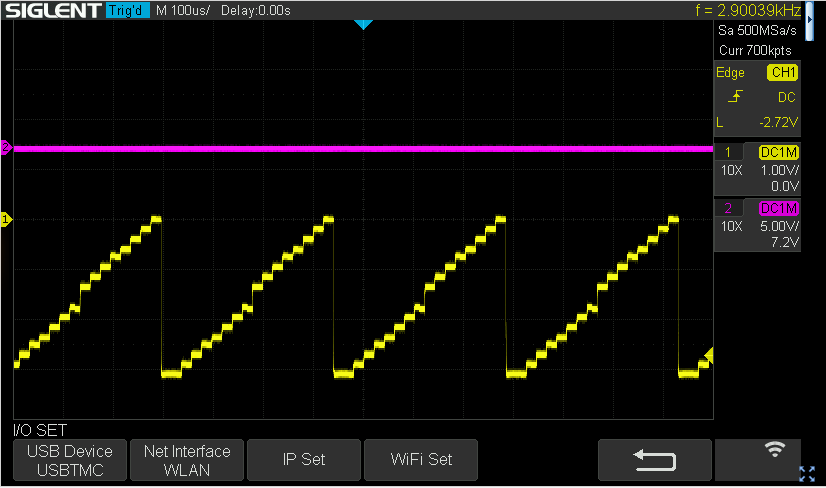 SIGLENT Trig'd M 100us/ Delay:0.00s f = 2.90039kHz
Sa 500MSa/s
Curr 700kpts
Edge CH1
DC
L -2.72V
1 DC1M
10X 1.00V/
0.0V
2 DC1M
10X 5.00V/
7.2V
2
1
I/O SET
USB Device
USBTMC
Net Interface
WLAN
IP Set
WiFi Set